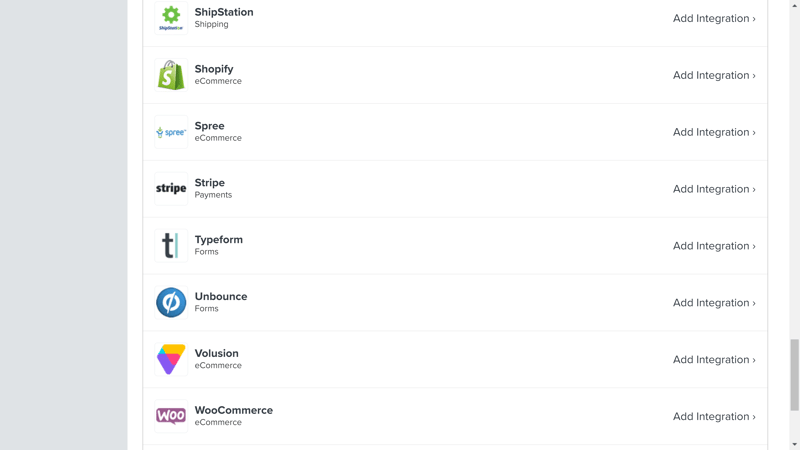 ShipStation
ShipStation
Shipping
Add Integration ›
Shopify
eCommerce
Add Integration ›
spree
Spree
eCommerce
Add Integration ›
stripe
Stripe
Payments
Add Integration ›
Typeform
Forms
Add Integration ›
Unbounce
Forms
Add Integration ›
Volusion
eCommerce
Add Integration ›
WOO
WooCommerce
eCommerce
Add Integration ›